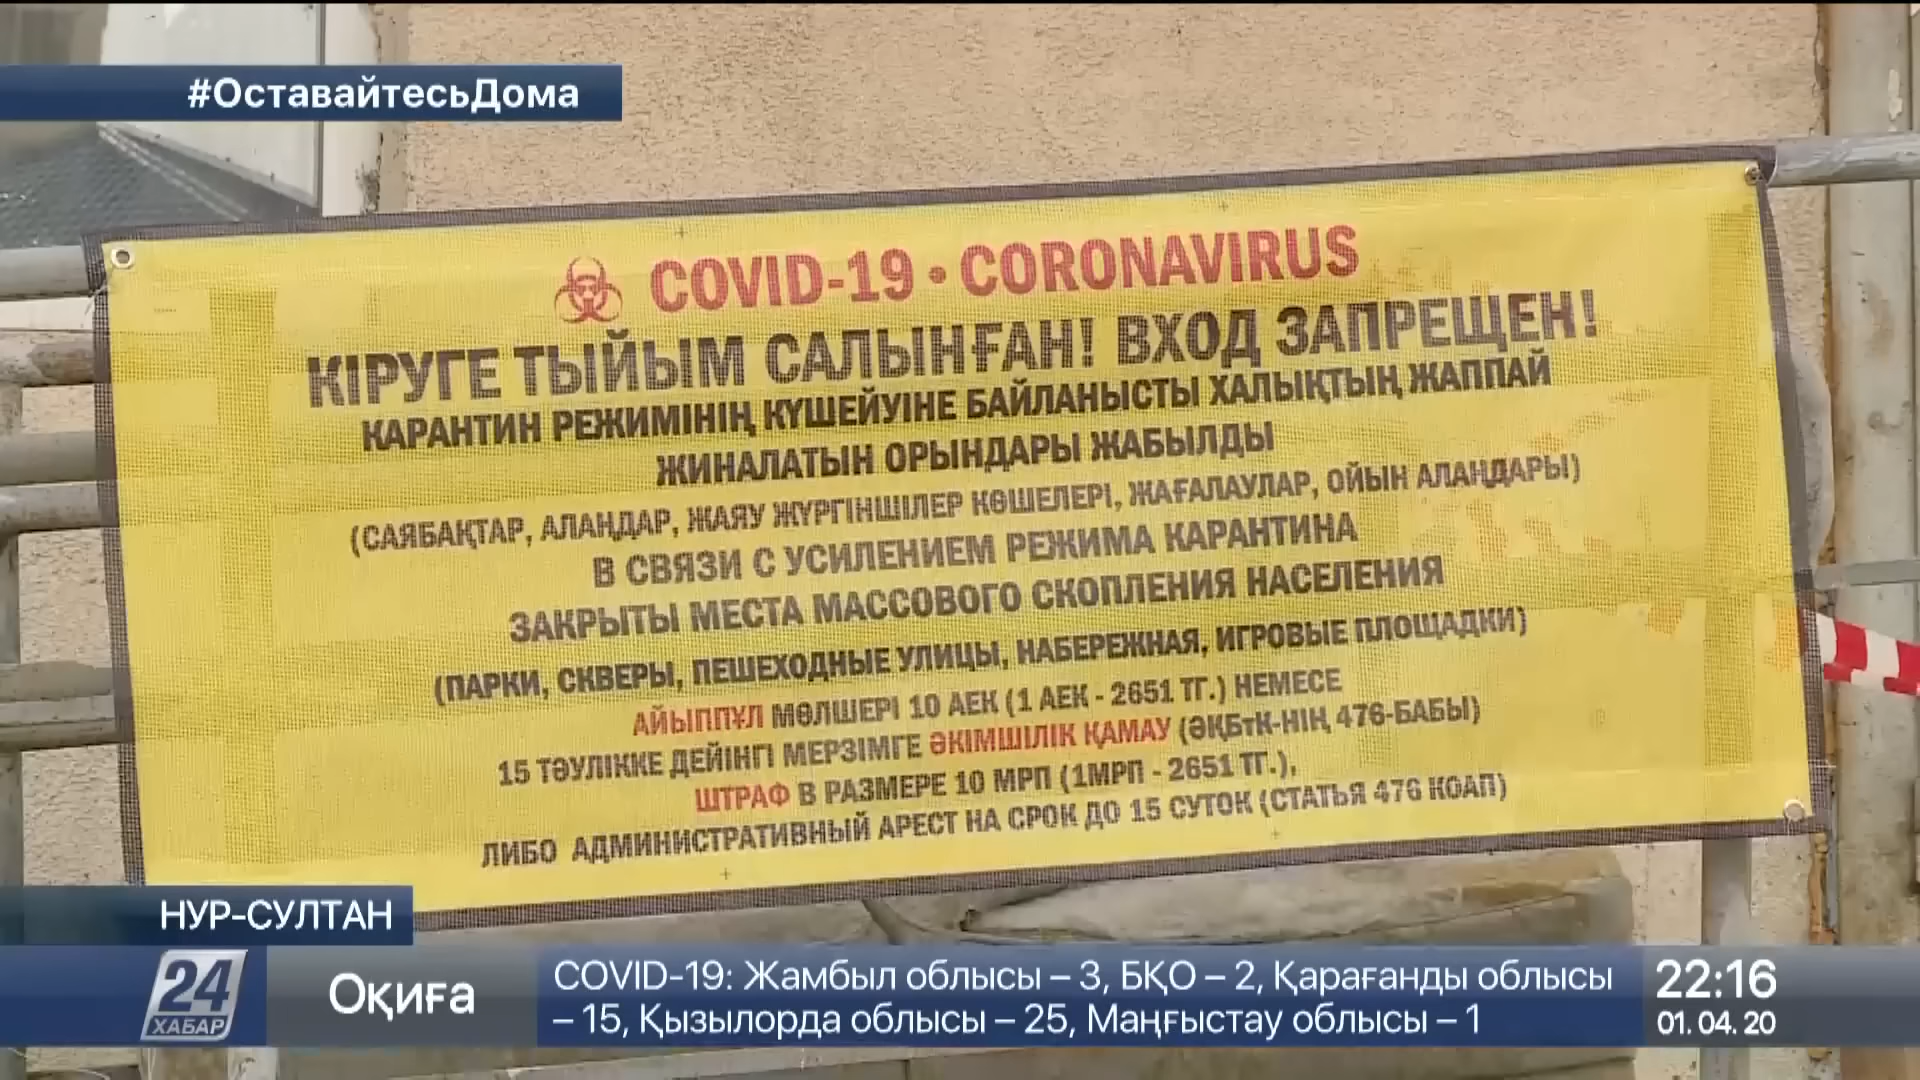 #ОставайтесьДома
COVID-19 • CORONAVIRUS
КІРУГЕ ТЫЙЫМ САЛЫНҒАН! ВХОД ЗАПРЕЩЕН!
КАРАНТИН РЕЖИМІНІҢ КҮШЕЙУІНЕ БАЙЛАНЫСТЫ ХАЛЫҚТЫҢ ЖАППАЙ
ЖИНАЛАТЫН ОРЫНДАРЫ ЖАБЫЛДЫ
(САЯБАҚТАР, АЛАҢДАР, ЖАЯУ ЖҮРГІНШІЛЕР КӨШЕЛЕРІ, ЖАҒАЛАУЛАР, ОЙЫН АЛАҢДАРЫ)
В СВЯЗИ С УСИЛЕНИЕМ РЕЖИМА КАРАНТИНА
ЗАКРЫТЫ МЕСТА МАССОВОГО СКОПЛЕНИЯ НАСЕЛЕНИЯ
(ПАРКИ, СКВЕРЫ, ПЕШЕХОДНЫЕ УЛИЦЫ, НАБЕРЕЖНАЯ, ИГРОВЫЕ ПЛОЩАДКИ)
АЙЫППҰЛ МӨЛШЕРІ 10 АЕК (1 АЕК - 2651 ТГ.) НЕМЕСЕ
15 ТӘУЛІККЕ ДЕЙІНГІ МЕРЗІМГЕ ӘКІМШІЛІК ҚАМАУ (ӘҚБтК-НІҢ 476-БАБЫ)
ШТРАФ В РАЗМЕРЕ 10 МРП (1МРП - 2651 ТГ.),
ЛИБО АДМИНИСТРАТИВНЫЙ АРЕСТ НА СРОК ДО 15 СУТОК (СТАТЬЯ 476 КОАП)
НУР-СУЛТАН
24
ХАБАР
Оқиға
COVID-19: Жамбыл облысы – 3, БҚО – 2, Қарағанды облысы
– 15, Қызылорда облысы – 25, Маңғыстау облысы – 1
22:16
01. 04. 20